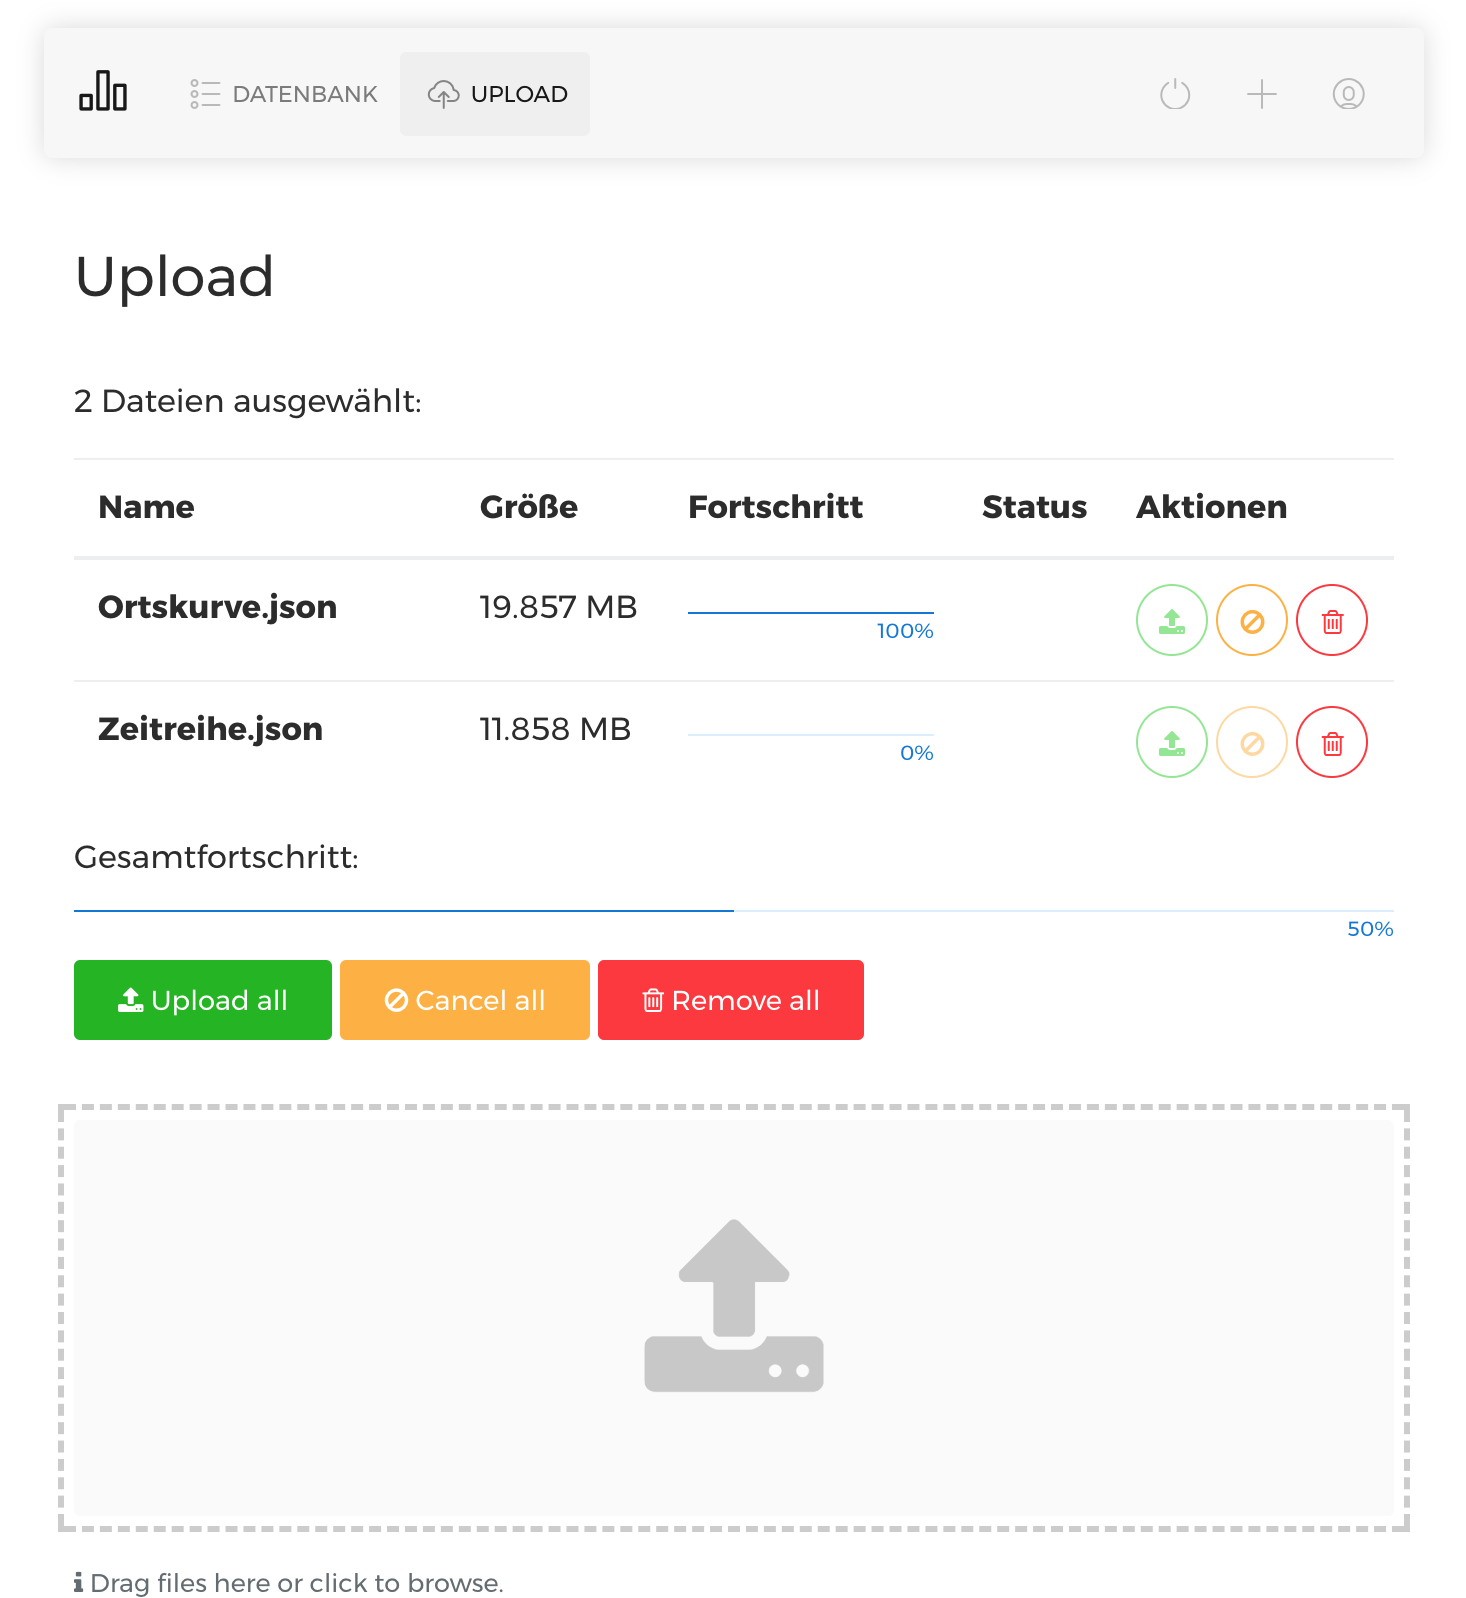 DATENBANK UPLOAD
Upload
2 Dateien ausgewählt:
Name Größe Fortschritt Status Aktionen
Ortskurve.json 19.857 MB 100%
Zeitreihe.json 11.858 MB 0%
Gesamtfortschritt:
50%
Upload all Cancel all Remove all
Drag files here or click to browse.